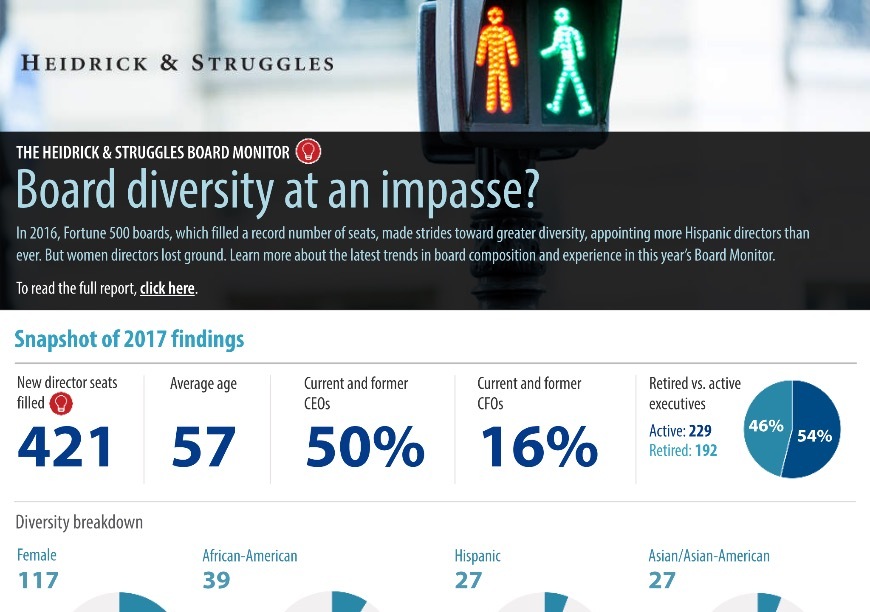 HEIDRICK & STRUGGLES
THE HEIDRICK & STRUGGLES BOARD MONITOR
Board diversity at an impasse?
In 2016, Fortune 500 boards, which filled a record number of seats, made strides toward greater diversity, appointing more Hispanic directors than
ever. But women directors lost ground. Learn more about the latest trends in board composition and experience in this year's Board Monitor.
To read the full report, click here.
Snapshot of 2017 findings
New director seats
filled
421
Average age
57
Current and former
CEOs
50%
Current and former
CFOs
16%
Retired vs. active
executives
Active: 229
Retired: 192
46%
54%
Diversity breakdown
Female
117
African-American
39
Hispanic
27
Asian/Asian-American
27